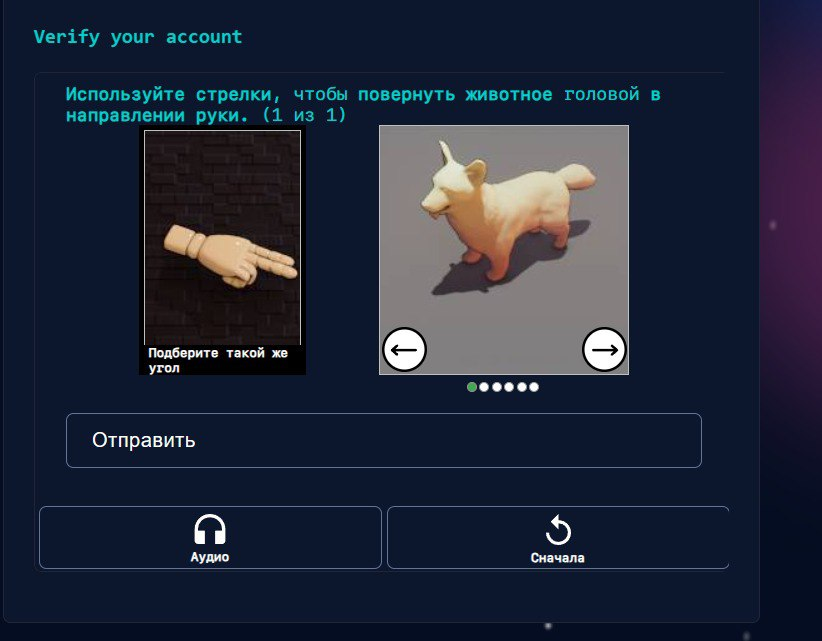 Verify your account
Используйте стрелки, чтобы повернуть животное головой в
направлении руки. (1 из 1)
Подберите такой же
угол
Отправить
Аудио
Сначала